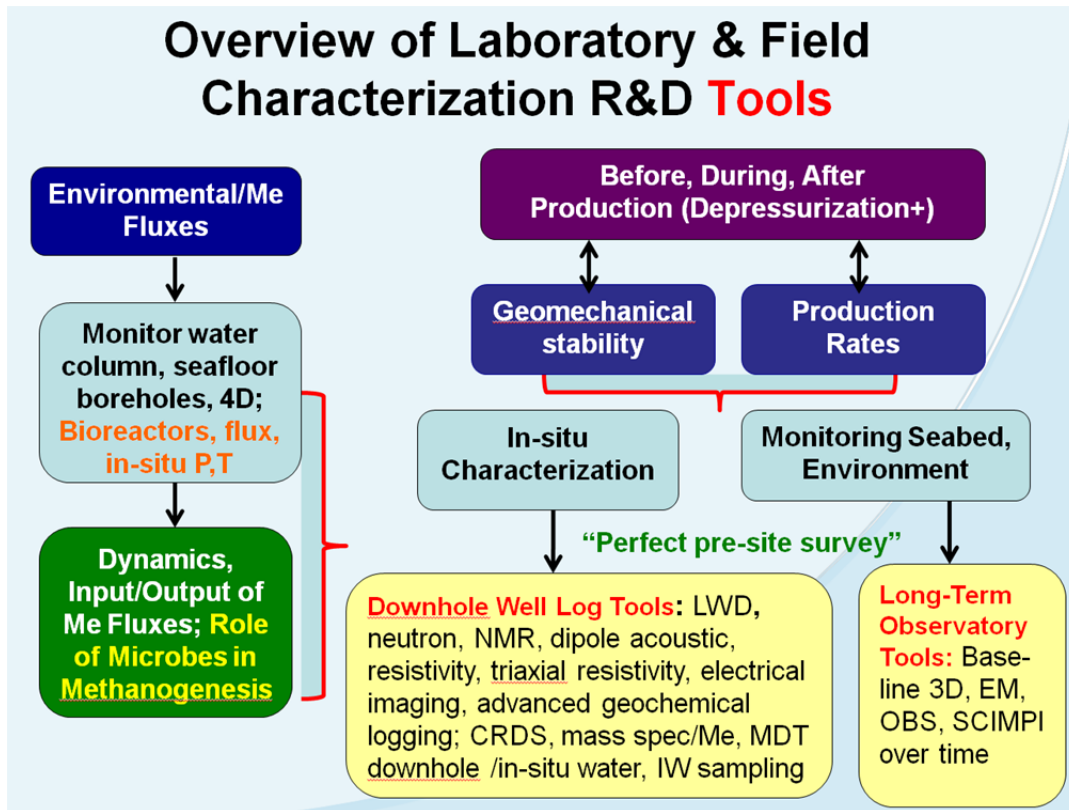 Overview of Laboratory & Field
Characterization R&D Tools
Environmental/Me
Fluxes
Monitor water
column, seafloor
boreholes, 4D;
Bioreactors, flux,
in-situ P,T
Dynamics,
Input/Output of
Me Fluxes; Role
of Microbes in
Methanogenesis
Before, During, After
Production (Depressurization+)
Geomechanical
stability
Production
Rates
In-situ
Characterization
Monitoring Seabed,
Environment
“Perfect pre-site survey”
Downhole Well Log Tools: LWD,
neutron, NMR, dipole acoustic,
resistivity, triaxial resistivity, electrical
imaging, advanced geochemical
logging; CRDS, mass spec/Me, MDT
downhole /in-situ water, IW sampling
Long-Term
Observatory
Tools: Base-
line 3D, EM,
OBS, SCIMPI
over time